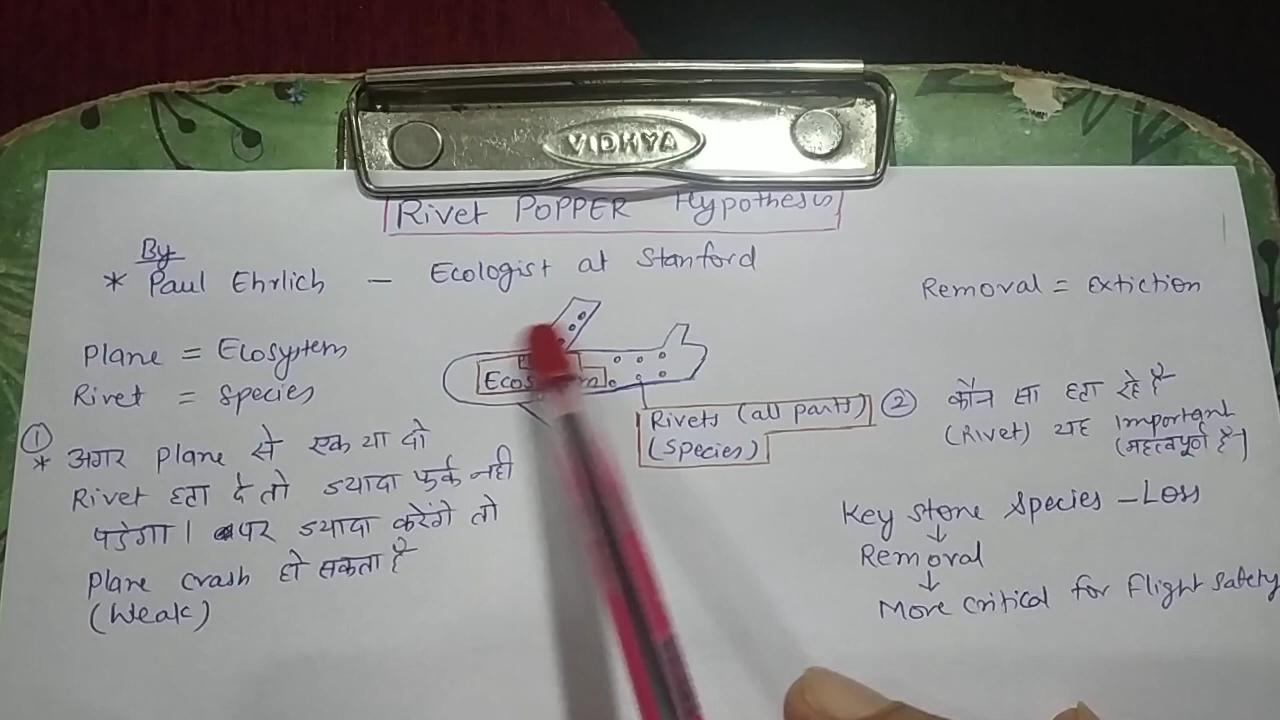 VIDHYA
Rivet POPPER Hypothesis
By
* Paul Ehrlich – Ecologist at Stanford
Removal = Extiction
Plane = Ecosystem
Rivet = Species
Rivets (all parts)
(Species)
① * अगर plane से एक या दो
Rivet हटा दे तो ज्यादा फर्क नही
पडेगा। पर ज्यादा करेंगे तो
Plane crash हो सकता है
(Weak)
② कौन सा हटा रहे है
(Rivet) यह important
(महत्वपूर्ण है)
Key stone Species – Loss
↓
Removal
↓
More critical for flight safety